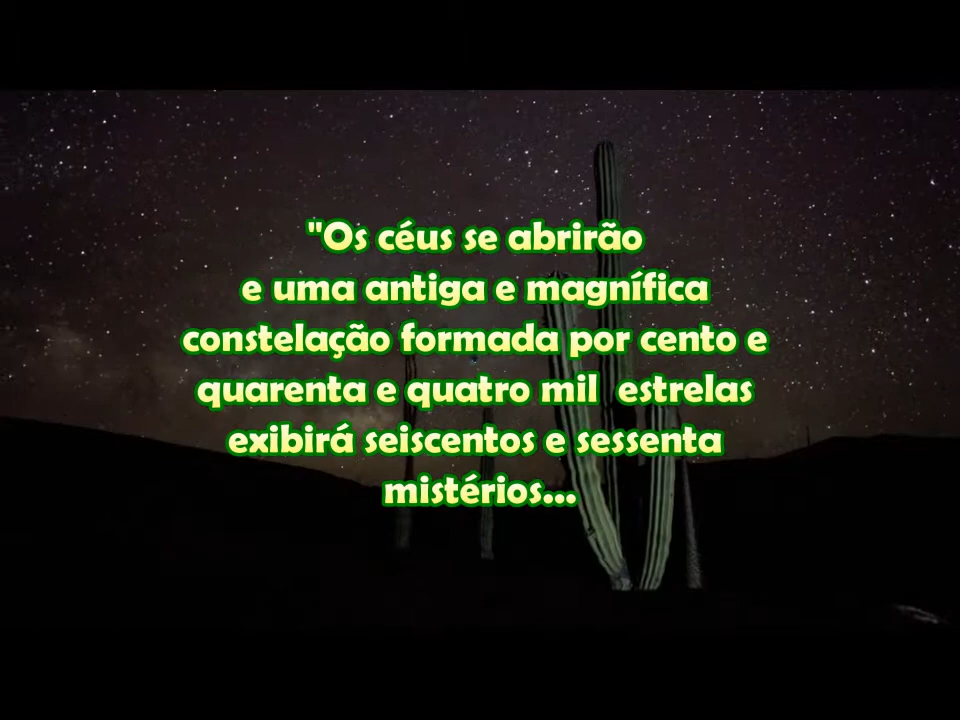 "Os céus se abrirão
e uma antiga e magnífica
constelação formada por cento e
quarenta e quatro mil  estrelas
exibirá seiscentos e sessenta
mistérios...